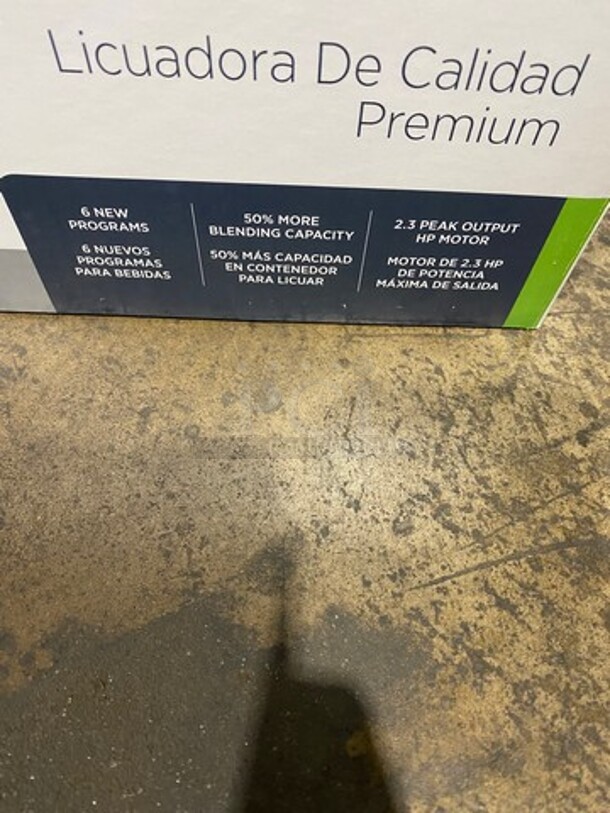 Licuadora De Calidad
Premium
6 NEW
PROGRAMS
6 NUEVOS
PROGRAMAS
PARA BEBIDAS
50% MORE
BLENDING CAPACITY
50% MÁS CAPACIDAD
EN CONTENEDOR
PARA LICUAR
2.3 PEAK OUTPUT
HP MOTOR
MOTOR DE 2.3 HP
DE POTENCIA
MÁXIMA DE SALIDA